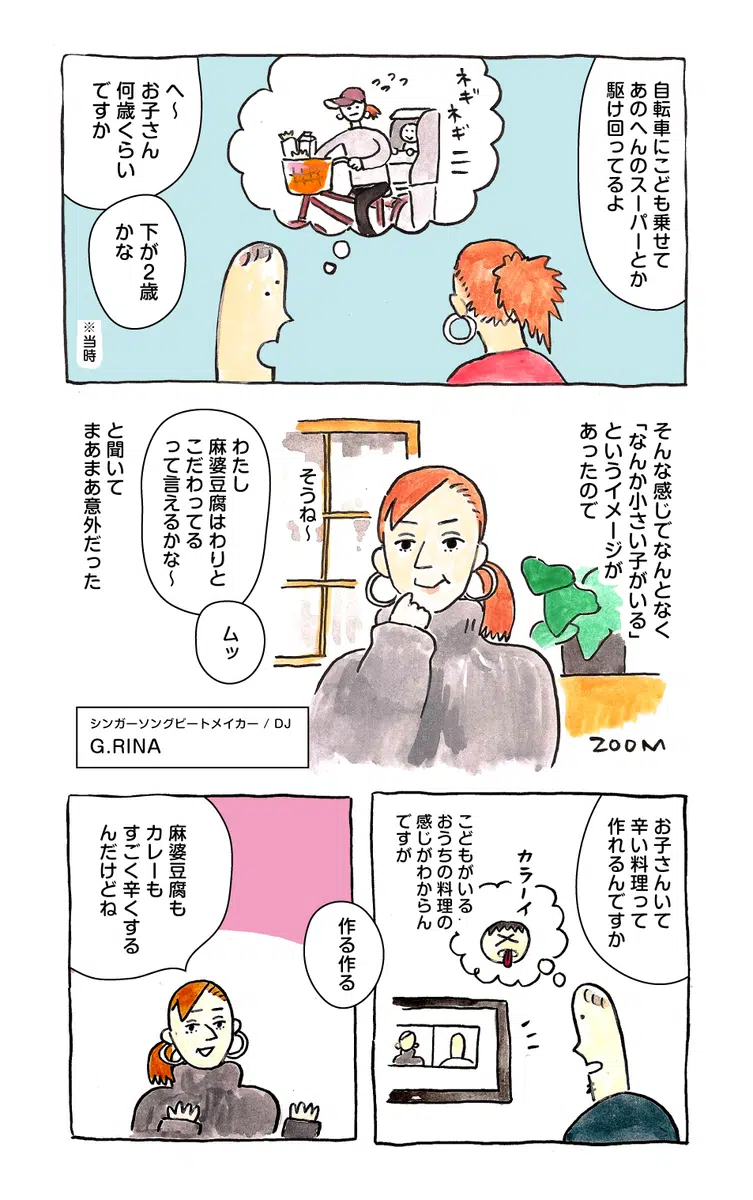 自転車にこども乗せて
あのへんのスーパーとか
駆け回ってるよ
ネギ
ネギ
へ〜
お子さん
何歳くらい
ですか
下が2歳
かな
※当時
そんな感じでなんとなく
「なんか小さい子がいる」
というイメージが
あったので
そうね〜
わたし
麻婆豆腐はわりと
こだわってる
って言えるかな〜
ムッ
と聞いて
まあまあ意外だった
シンガーソングビートメイカー / DJ
G.RINA
ZOOM
お子さんいて
辛い料理って
作れるんですか
カラーイ
こどもがいる
おうちの料理の
感じがわからん
ですが
作る作る
麻婆豆腐も
カレーも
すごく辛くする
んだけどね